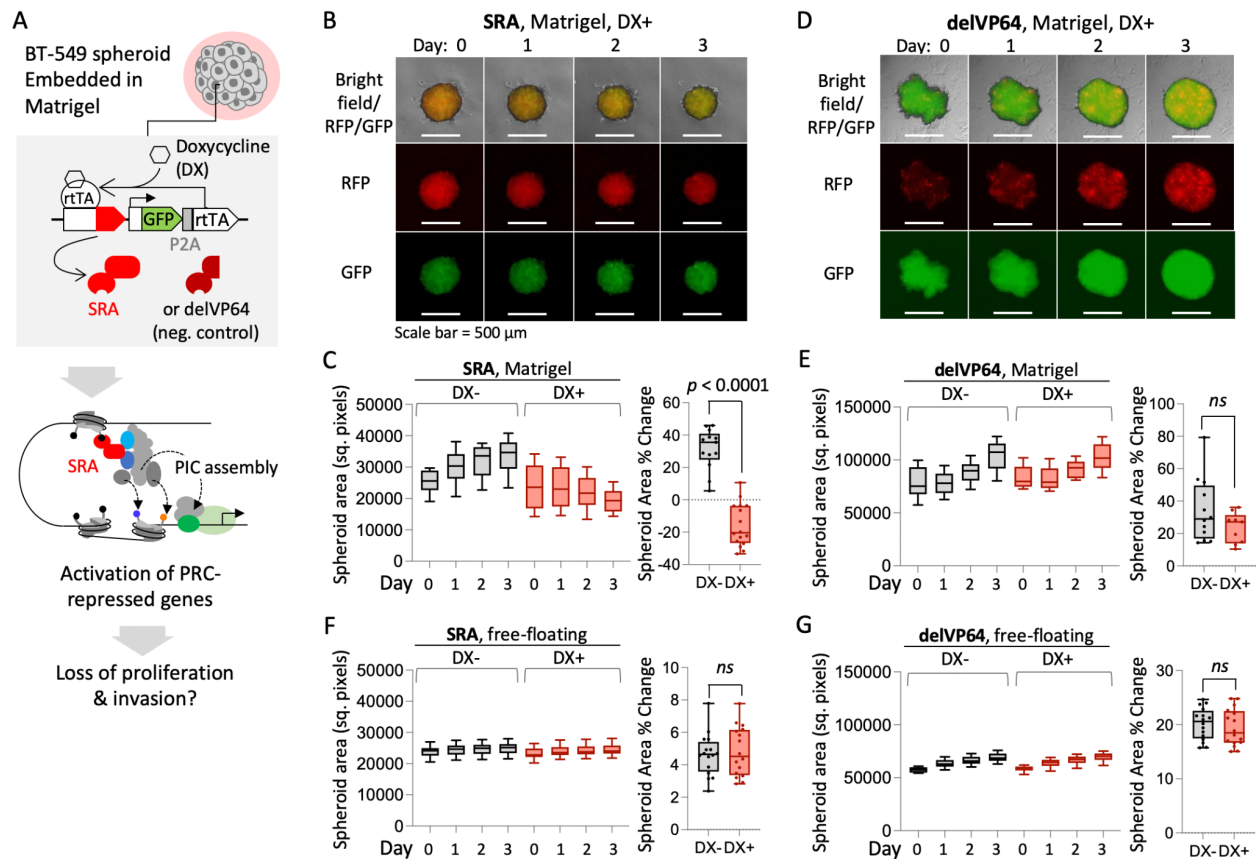 A
BT-549 spheroid
Embedded in
Matrigel
Doxycycline
(DX)
rtTA
GFP
rtTA
P2A
SRA
or delVP64
(neg. control)
SRA
PIC assembly
Activation of PRC-
repressed genes
Loss of proliferation
& invasion?
B
SRA, Matrigel, DX+
Day: 0 1 2 3
Bright
field/
RFP/GFP
RFP
GFP
Scale bar = 500 µm
D
delVP64, Matrigel, DX+
Day: 0 1 2 3
Bright
field/
RFP/GFP
RFP
GFP
C
SRA, Matrigel
DX- DX+
Spheroid area (sq. pixels)
50000
40000
30000
20000
10000
0
Day 0 1 2 3 0 1 2 3
p < 0.0001
Spheroid Area % Change
60
40
20
0
-20
-40
DX- DX+
E
delVP64, Matrigel
DX- DX+
Spheroid area (sq. pixels)
150000
100000
50000
0
Day 0 1 2 3 0 1 2 3
ns
Spheroid Area % Change
100
80
60
40
20
0
DX- DX+
F
SRA, free-floating
DX- DX+
Spheroid area (sq. pixels)
50000
40000
30000
20000
10000
0
Day 0 1 2 3 0 1 2 3
ns
Spheroid Area % Change
10
8
6
4
2
0
DX- DX+
G
delVP64, free-floating
DX- DX+
Spheroid area (sq. pixels)
150000
100000
50000
0
Day 0 1 2 3 0 1 2 3
ns
Spheroid Area % Change
30
20
10
0
DX- DX+